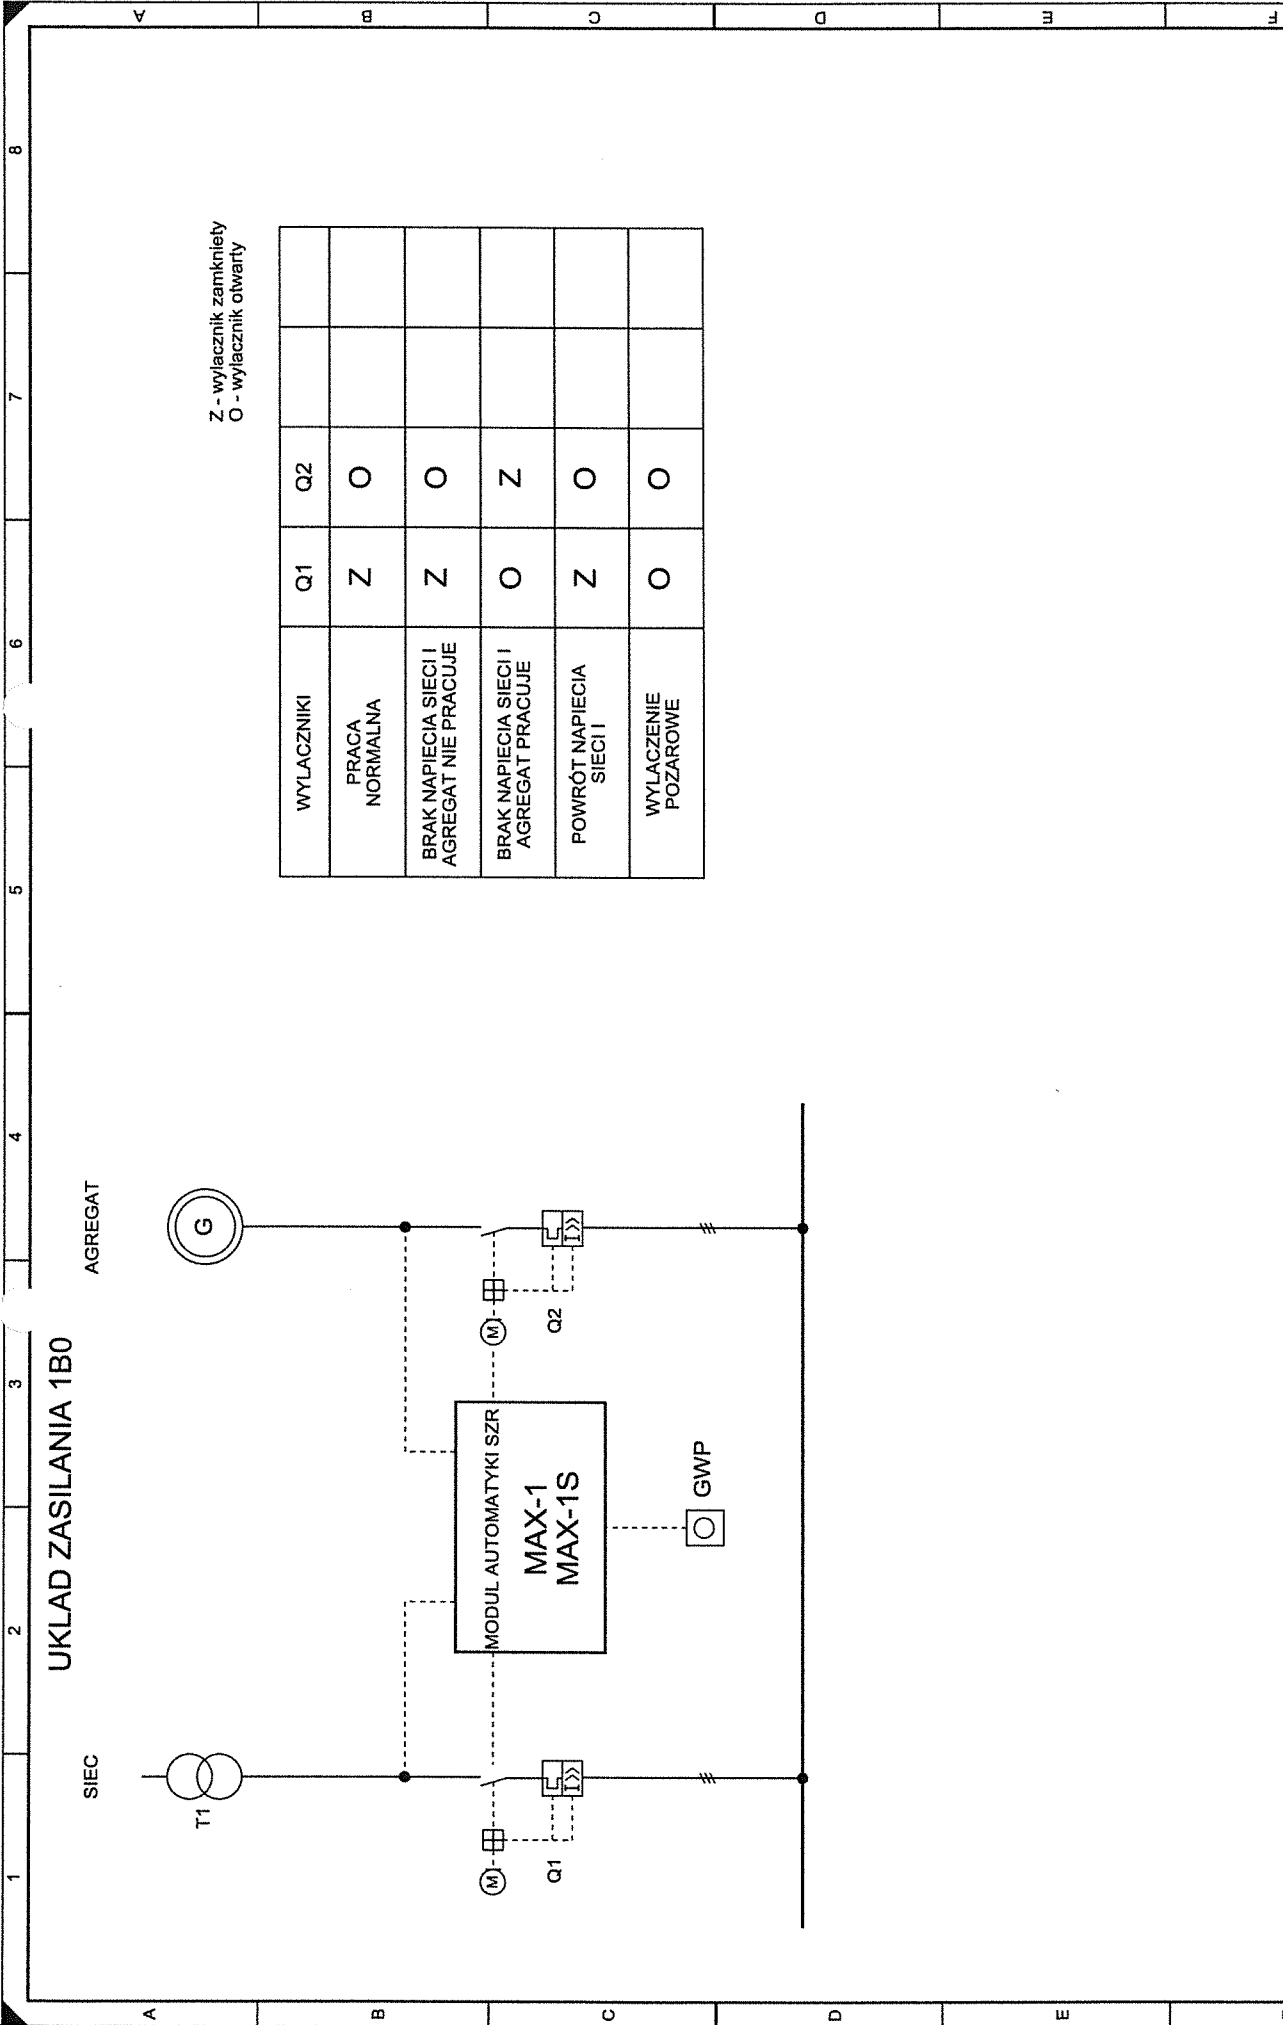 1 2 3 4 5 6 7 8
UKLAD ZASILANIA 1B0
SIEC
AGREGAT
T1
G
M
Q1
M
Q2
I>>
I>>
MODUL AUTOMATYKI SZR
MAX-1
MAX-1S
GWP
Z - wylacznik zamkniety
O - wylacznik otwarty
WYLACZNIKI Q1 Q2
PRACA
NORMALNA
Z O
BRAK NAPIECIA SIECI I
AGREGAT NIE PRACUJE
Z O
BRAK NAPIECIA SIECI I
AGREGAT PRACUJE
O Z
POWRÓT NAPIECIA
SIECI I
Z O
WYLACZENIE
POZAROWE
O O
A
B
C
D
E
A
B
C
D
E
F